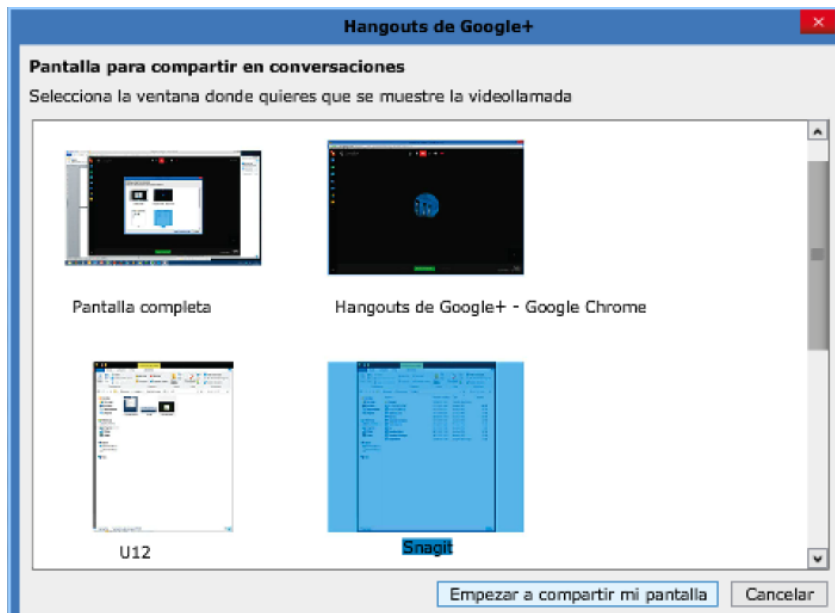 Hangouts de Google+
Pantalla para compartir en conversaciones
Selecciona la ventana donde quieres que se muestre la videollamada
Pantalla completa
Hangouts de Google+ - Google Chrome
U12
Snagit
Empezar a compartir mi pantalla
Cancelar